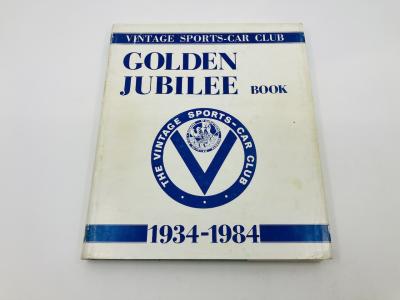 VINTAGE SPORTS-CAR CLUB
GOLDEN
JUBILEE BOOK
THE VINTAGE SPORTS-CAR CLUB
1934-1984